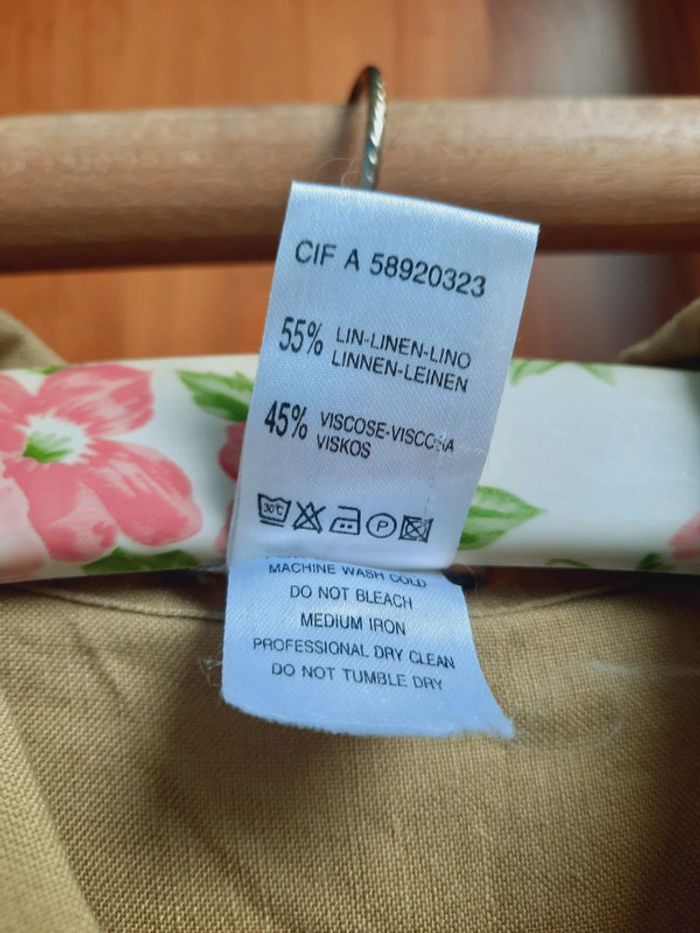 CIF A 58920323
55% LIN-LINEN-LINO
LINNEN-LEINEN
45% VISCOSE-VISCOSA
VISKOS
30°C P
MACHINE WASH COLD
DO NOT BLEACH
MEDIUM IRON
PROFESSIONAL DRY CLEAN
DO NOT TUMBLE DRY